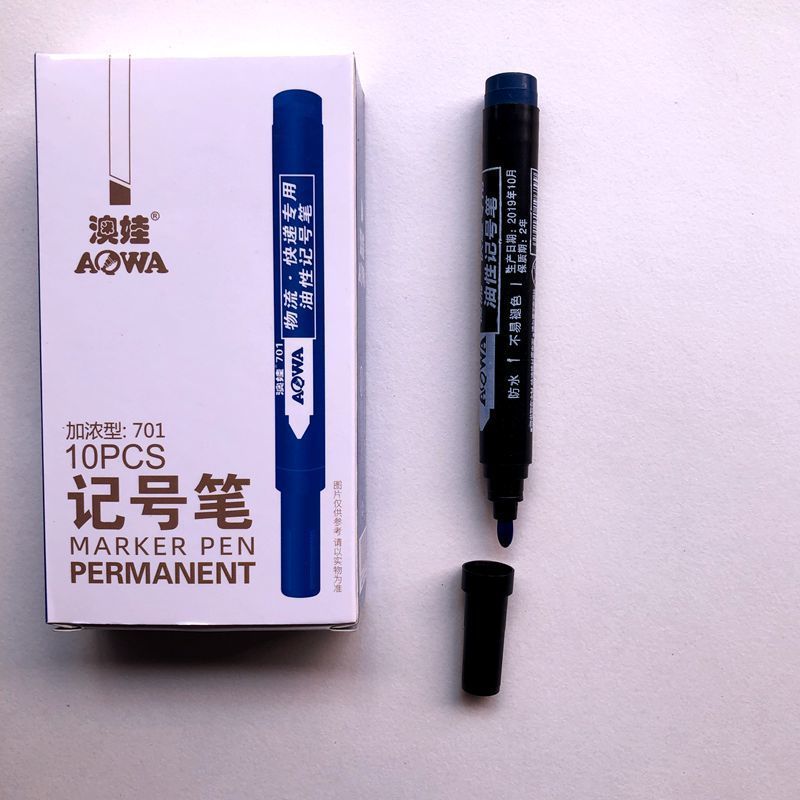 澳娃®
AOWA
加浓型: 701
10PCS
记号笔
MARKER PEN
PERMANENT
物流·快递专用
油性记号笔
澳娃 701
AOWA
图片仅供参考 请以实物为准
油性记号笔
AOWA
防水 | 不易褪色 |
生产日期: 2019年10月
保质期: 2年